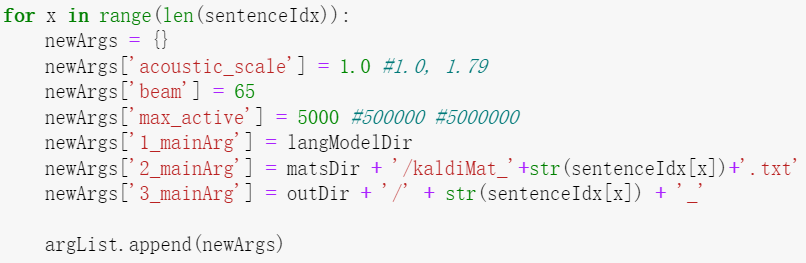 for x in range(len(sentenceIdx)):
    newArgs = {}
    newArgs['acoustic_scale'] = 1.0 #1.0, 1.79
    newArgs['beam'] = 65
    newArgs['max_active'] = 5000 #500000 #5000000
    newArgs['1_mainArg'] = langModelDir
    newArgs['2_mainArg'] = matsDir + '/kaldiMat_'+str(sentenceIdx[x])+'.txt'
    newArgs['3_mainArg'] = outDir + '/' + str(sentenceIdx[x]) + '_'
    argList.append(newArgs)